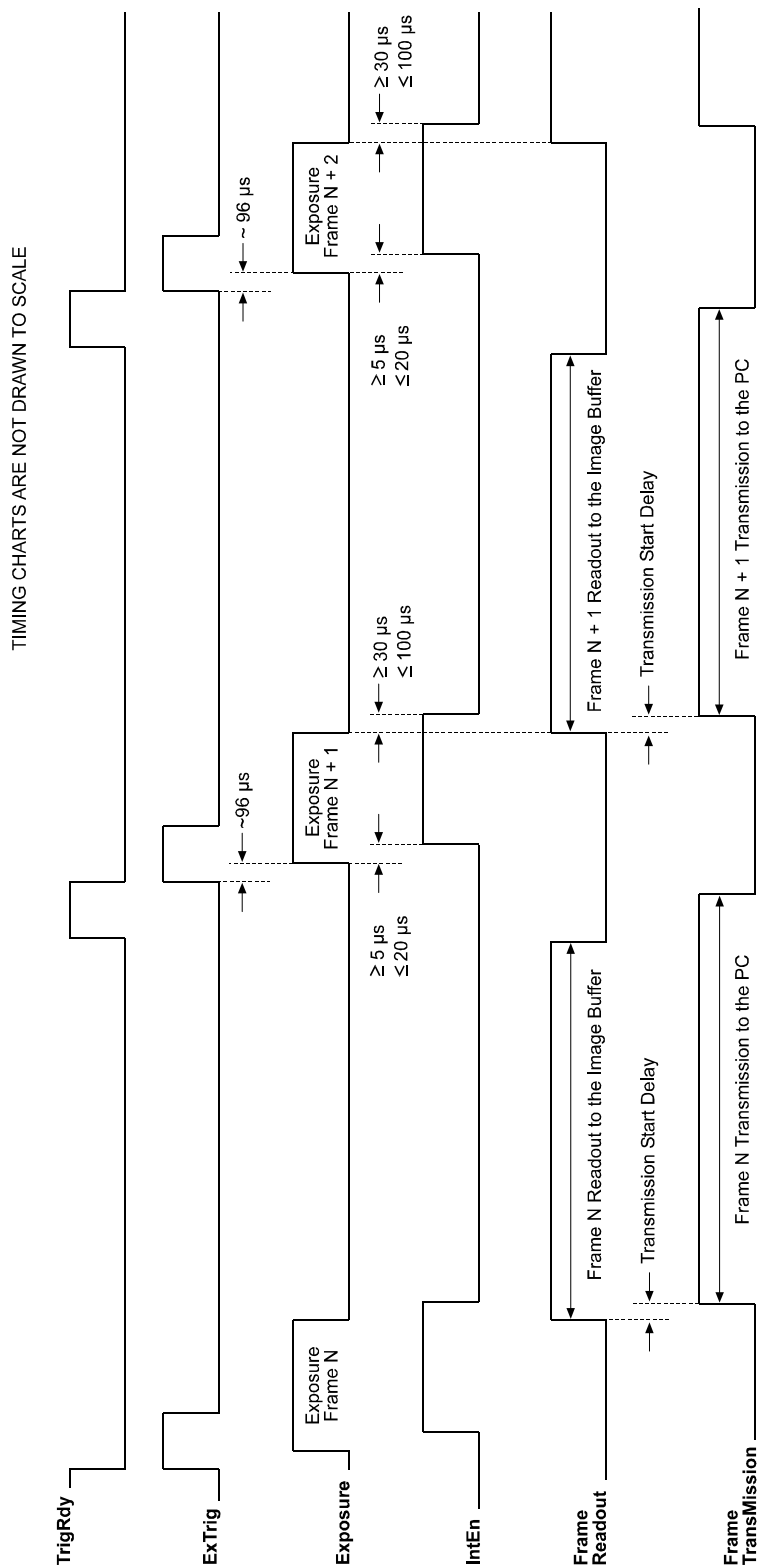 TIMING CHARTS ARE NOT DRAWN TO SCALE
TrigRdy
ExTrig
~96 µs
~ 96 µs
Exposure
Exposure
Frame N
Exposure
Frame N + 1
Exposure
Frame N + 2
≥ 5 µs
≤ 20 µs
≥ 30 µs
≤ 100 µs
≥ 5 µs
≤ 20 µs
≥ 30 µs
≤ 100 µs
IntEn
Frame
Readout
Frame N Readout to the Image Buffer
Frame N + 1 Readout to the Image Buffer
Transmission Start Delay
Transmission Start Delay
Frame
TransMission
Frame N Transmission to the PC
Frame N + 1 Transmission to the PC